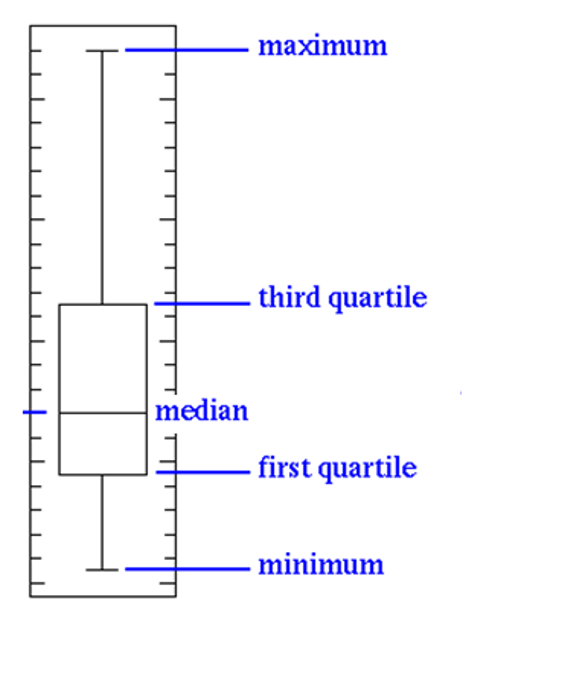 maximum
third quartile
median
first quartile
minimum